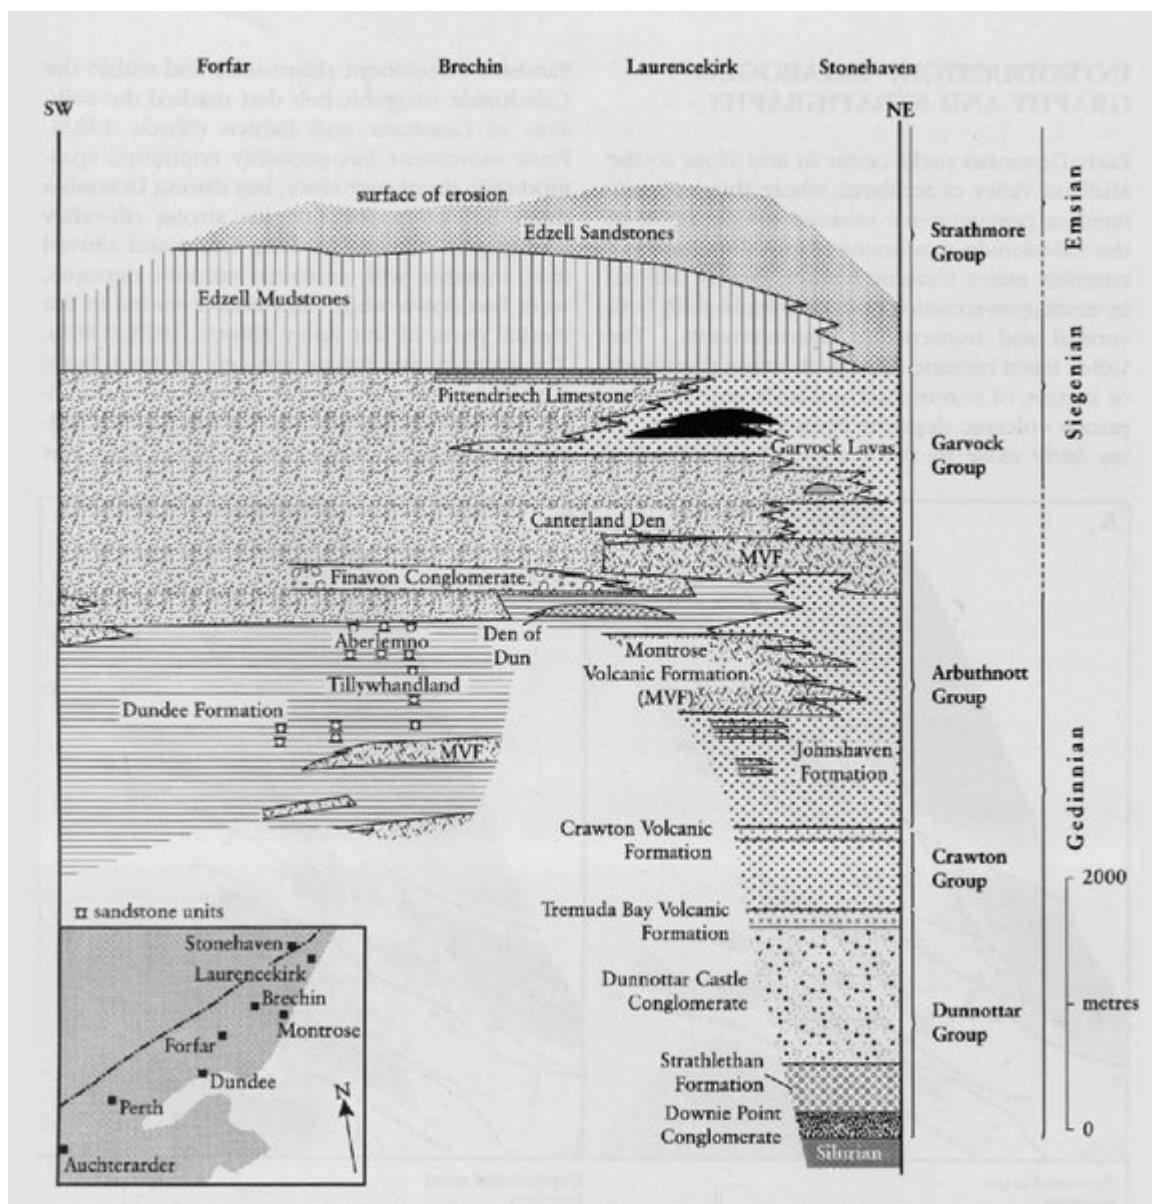 Forfar Brechin Laurencekirk Stonehaven
SW NE
surface of erosion
Edzell Sandstones
Edzell Mudstones
Strathmore
Group
Emsian
Pittendriech Limestone
Garvock Lavas
Garvock
Group
Siegenian
Canterland Den
MVF
Finavon Conglomerate
Aberlemno
Den of
Dun
Montrose
Volcanic Formation
(MVF)
Tillywhandland
Dundee Formation
MVF
Arbuthnott
Group
Johnshaven
Formation
Gedinnian
Crawton Volcanic
Formation
Crawton
Group
2000
sandstone units
Tremuda Bay Volcanic
Formation
Dunnottar Castle
Conglomerate
metres
Dunnottar
Group
Strathlethan
Formation
Downie Point
Conglomerate
0
Silurian
Stonehaven
Laurencekirk
Brechin
Montrose
Forfar
Dundee
N
Perth
Auchterarder